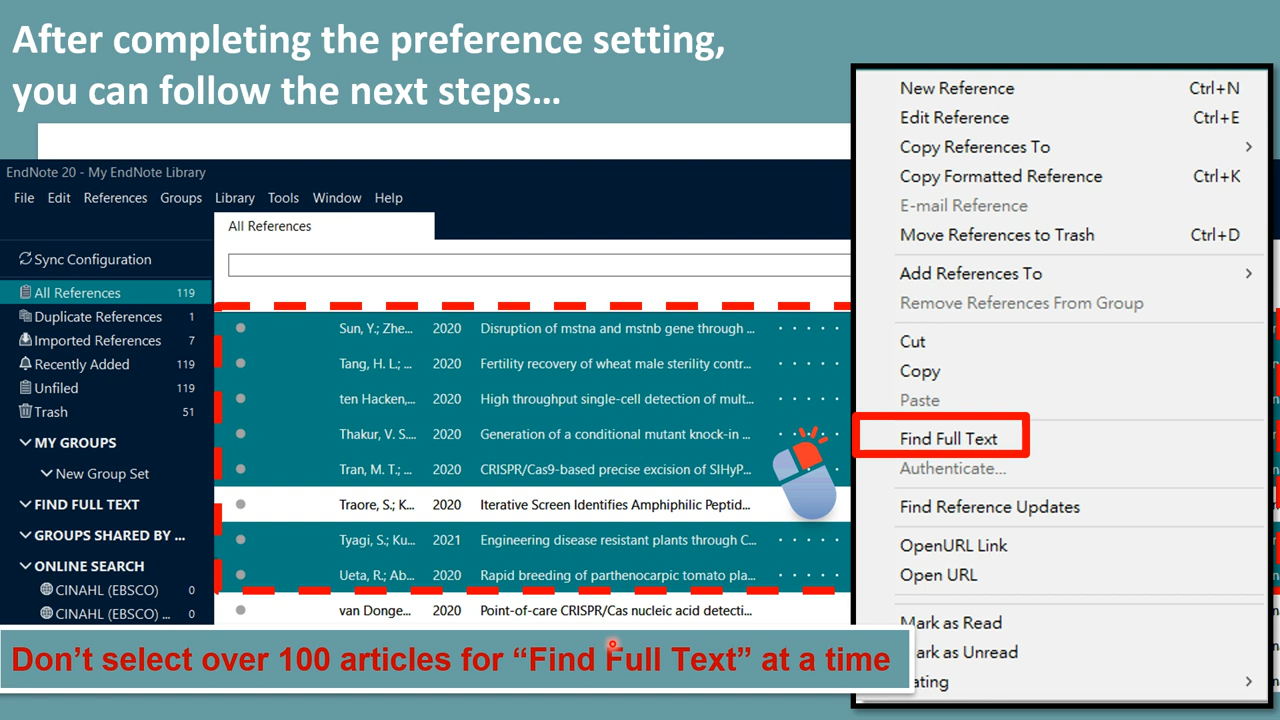 After completing the preference setting,
you can follow the next steps...
EndNote 20 - My EndNote Library
File Edit References Groups Library Tools Window Help
All References
Sync Configuration
All References 119
Duplicate References 1
Imported References 7
Recently Added 119
Unfiled 119
Trash 51
MY GROUPS
New Group Set
FIND FULL TEXT
GROUPS SHARED BY ...
ONLINE SEARCH
CINAHL (EBSCO) 0
CINAHL (EBSCO) ... 0
Sun, Y.; Zhe... 2020 Disruption of mstna and mstnb gene through ...
Tang, H. L.; ... 2020 Fertility recovery of wheat male sterility contr...
ten Hacken,... 2020 High throughput single-cell detection of mult...
Thakur, V. S.... 2020 Generation of a conditional mutant knock-in ...
Tran, M. T.; ... 2020 CRISPR/Cas9-based precise excision of SlHyP...
Traore, S.; K... 2020 Iterative Screen Identifies Amphiphilic Peptid...
Tyagi, S.; Ku... 2021 Engineering disease resistant plants through C...
Ueta, R.; Ab... 2020 Rapid breeding of parthenocarpic tomato pla...
van Donge... 2020 Point-of-care CRISPR/Cas nucleic acid detecti...
New Reference Ctrl+N
Edit Reference Ctrl+E
Copy References To
Copy Formatted Reference Ctrl+K
E-mail Reference
Move References to Trash Ctrl+D
Add References To
Remove References From Group
Cut
Copy
Paste
Find Full Text
Authenticate...
Find Reference Updates
OpenURL Link
Open URL
Mark as Read
ark as Unread
ating
Don't select over 100 articles for “Find Full Text” at a time